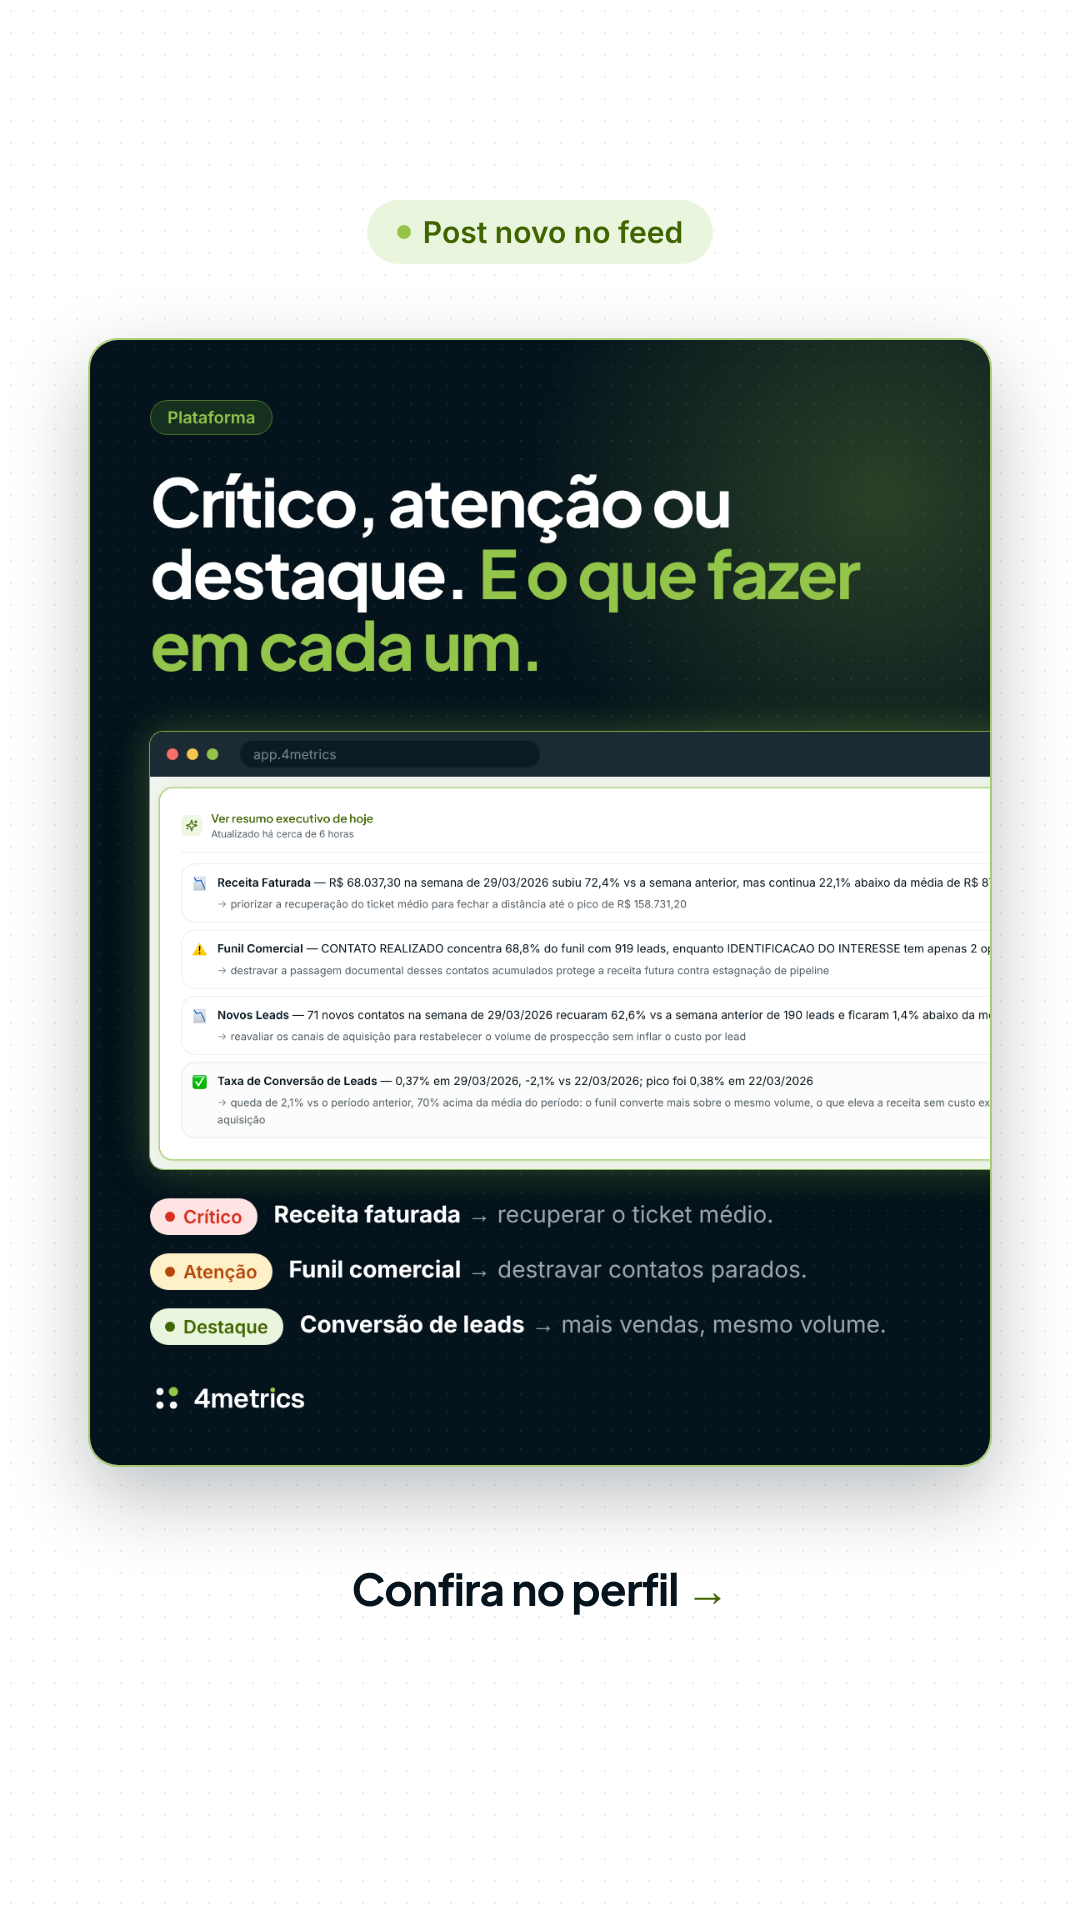 Post novo no feed
Plataforma
Crítico, atenção ou
destaque. E o que fazer
em cada um.
app.4metrics
Ver resumo executivo de hoje
Atualizado há cerca de 6 horas
Receita Faturada — R$ 68.037,30 na semana de 29/03/2026 subiu 72,4% vs a semana anterior, mas continua 22,1% abaixo da média de R$
→ priorizar a recuperação do ticket médio para fechar a distância até o pico de R$ 158.731,20
Funil Comercial — CONTATO REALIZADO concentra 68,8% do funil com 919 leads, enquanto IDENTIFICACAO DO INTERESSE tem apenas 2
→ destravar a passagem documental desses contatos acumulados protege a receita futura contra estagnação de pipeline
Novos Leads — 71 novos contatos na semana de 29/03/2026 recuaram 62,6% vs a semana anterior de 190 leads e ficaram 1,4% abaixo da
→ reavaliar os canais de aquisição para restabelecer o volume de prospecção sem inflar o custo por lead
Taxa de Conversão de Leads — 0,37% em 29/03/2026, -2,1% vs 22/03/2026; pico foi 0,38% em 22/03/2026
→ queda de 2,1% vs o período anterior, 70% acima da média do período: o funil converte mais sobre o mesmo volume, o que eleva a receita sem custo
aquisição
Crítico Receita faturada → recuperar o ticket médio.
Atenção Funil comercial → destravar contatos parados.
Destaque Conversão de leads → mais vendas, mesmo volume.
4metrics
Confira no perfil →